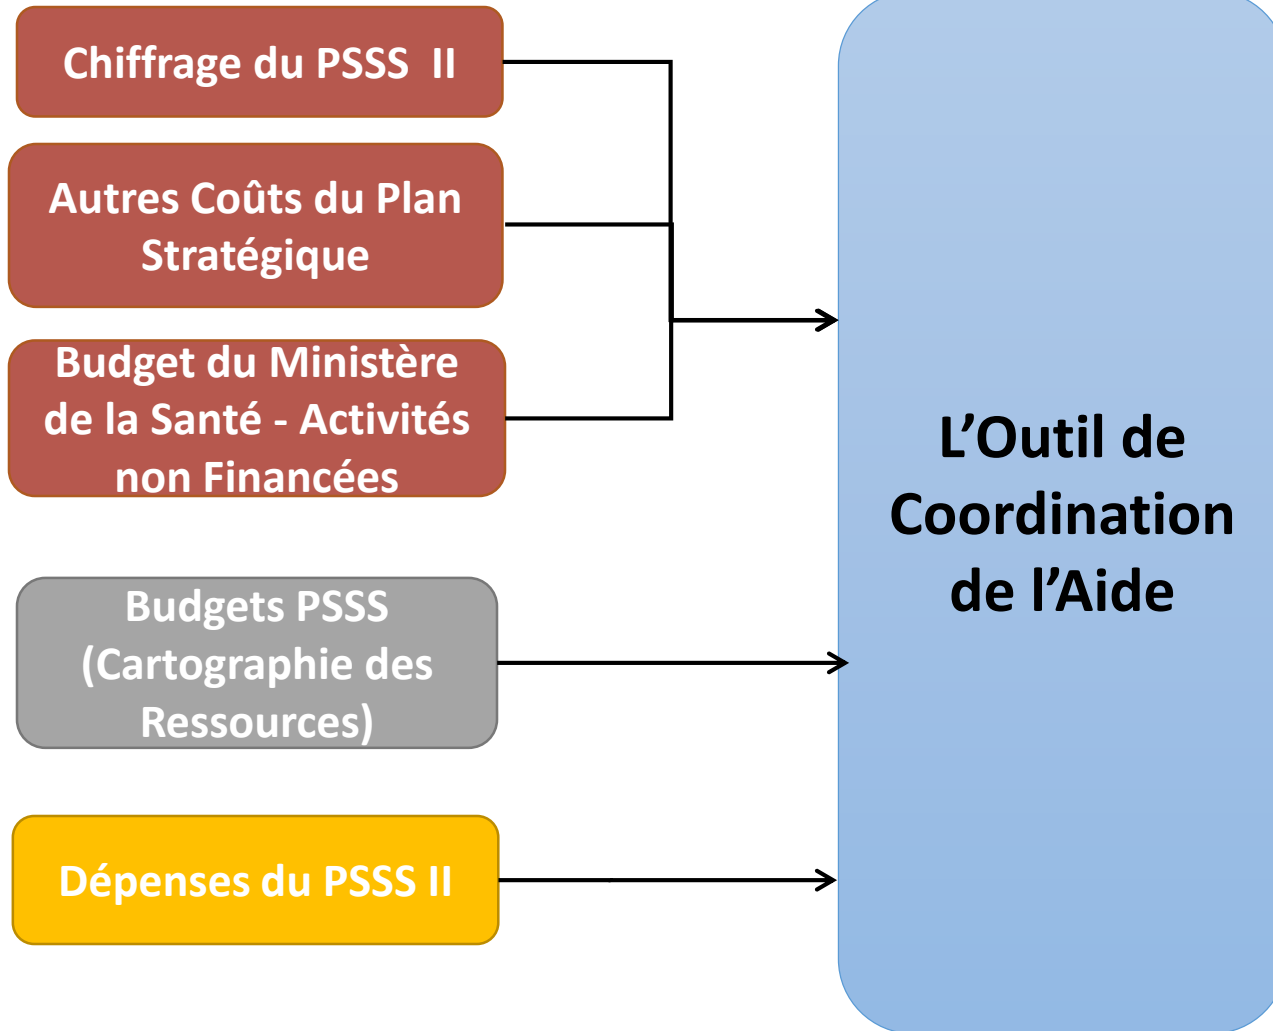 Chiffrage du PSSS  II
Autres Coûts du Plan
Stratégique
Budget du Ministère
de la Santé - Activités
non Financées
Budgets PSSS
(Cartographie des
Ressources)
Dépenses du PSSS II
L’Outil de
Coordination
de l’Aide